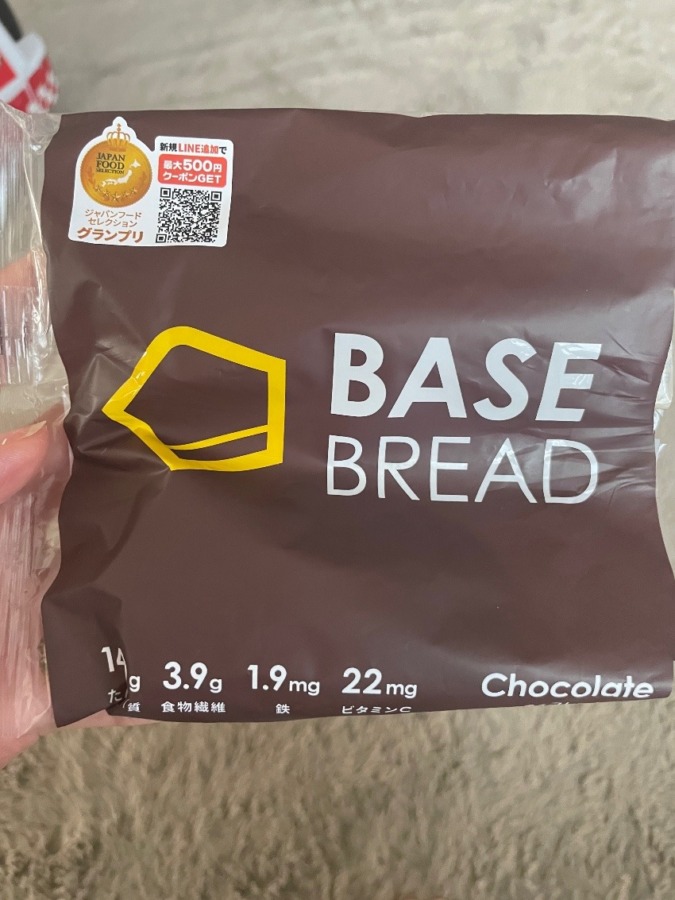 JAPAN
FOOD
SELECTION
ジャパンフード
セレクション
グランプリ
新規LINE追加で
最大500円
クーポンGET
BASE
BREAD
14 g 3.9g 1.9mg 22mg
た 質 食物繊維 鉄 ビタミンC
Chocolate